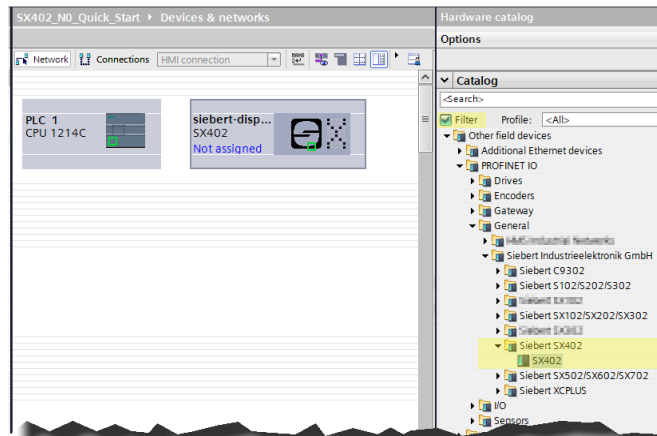 SX402_N0_Quick_Start ▸ Devices & networks
Network Connections HMI connection
PLC_1
CPU 1214C
siebert-disp...
SX402
Not assigned
Hardware catalog
Options
Catalog
<Search>
Filter Profile: <All>
Other field devices
Additional Ethernet devices
PROFINET IO
Drives
Encoders
Gateway
General
Siebert Industrieelektronik GmbH
Siebert C9302
Siebert S102/S202/S302
Siebert SX102/SX202/SX302
Siebert SX402
SX402
Siebert SX502/SX602/SX702
Siebert XCPLUS
I/O
Sensors